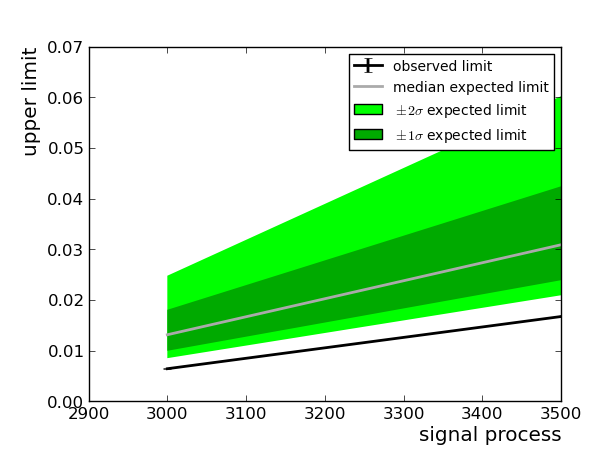 0.07
0.06
0.05
0.04
0.03
0.02
0.01
0.00
upper limit
observed limit
median expected limit
±2σ expected limit
±1σ expected limit
2900 3000 3100 3200 3300 3400 3500
signal process